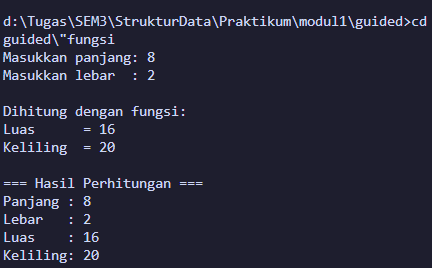 d:\Tugas\SEM3\StrukturData\Praktikum\modul1\guided>cd
guided\"fungsi
Masukkan panjang: 8
Masukkan lebar  : 2

Dihitung dengan fungsi:
Luas      = 16
Keliling  = 20

=== Hasil Perhitungan ===
Panjang : 8
Lebar   : 2
Luas    : 16
Keliling: 20